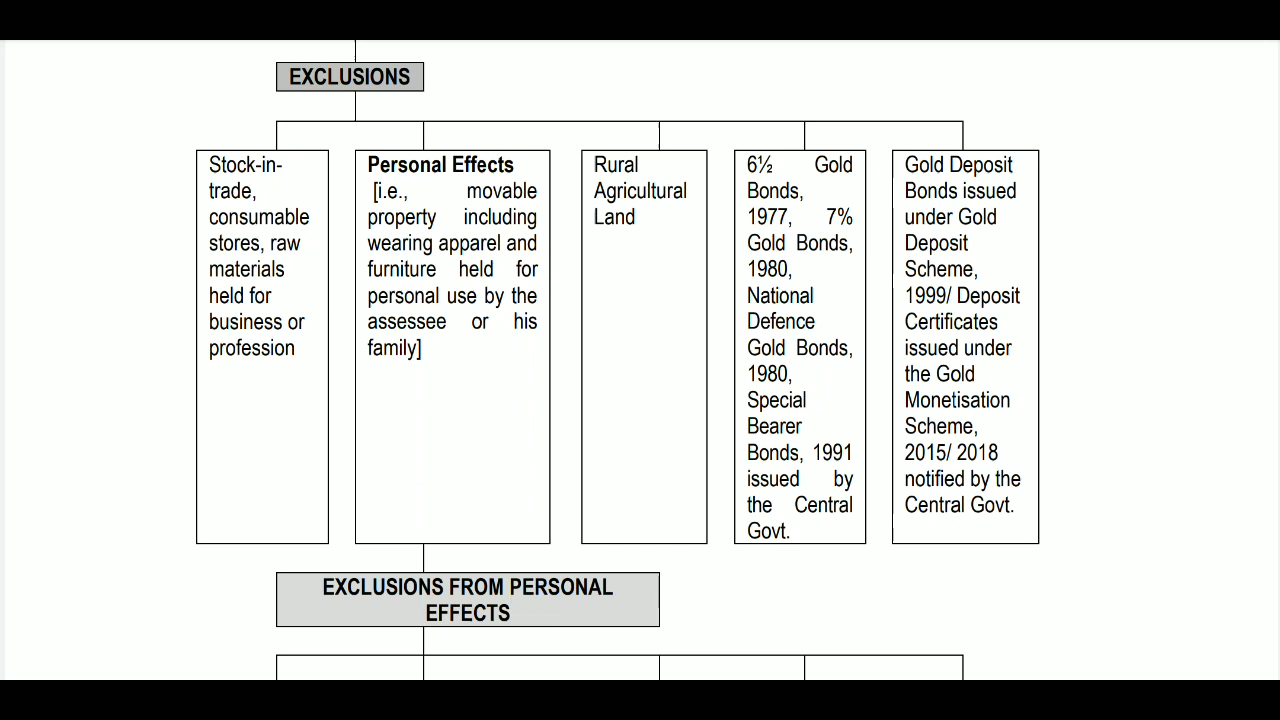 EXCLUSIONS
Stock-in-
trade,
consumable
stores, raw
materials
held for
business or
profession
Personal Effects
[i.e., movable
property including
wearing apparel and
furniture held for
personal use by the
assessee or his
family]
Rural
Agricultural
Land
6½ Gold
Bonds,
1977, 7%
Gold Bonds,
1980,
National
Defence
Gold Bonds,
1980,
Special
Bearer
Bonds, 1991
issued by
the Central
Govt.
Gold Deposit
Bonds issued
under Gold
Deposit
Scheme,
1999/ Deposit
Certificates
issued under
the Gold
Monetisation
Scheme,
2015/ 2018
notified by the
Central Govt.
EXCLUSIONS FROM PERSONAL
EFFECTS